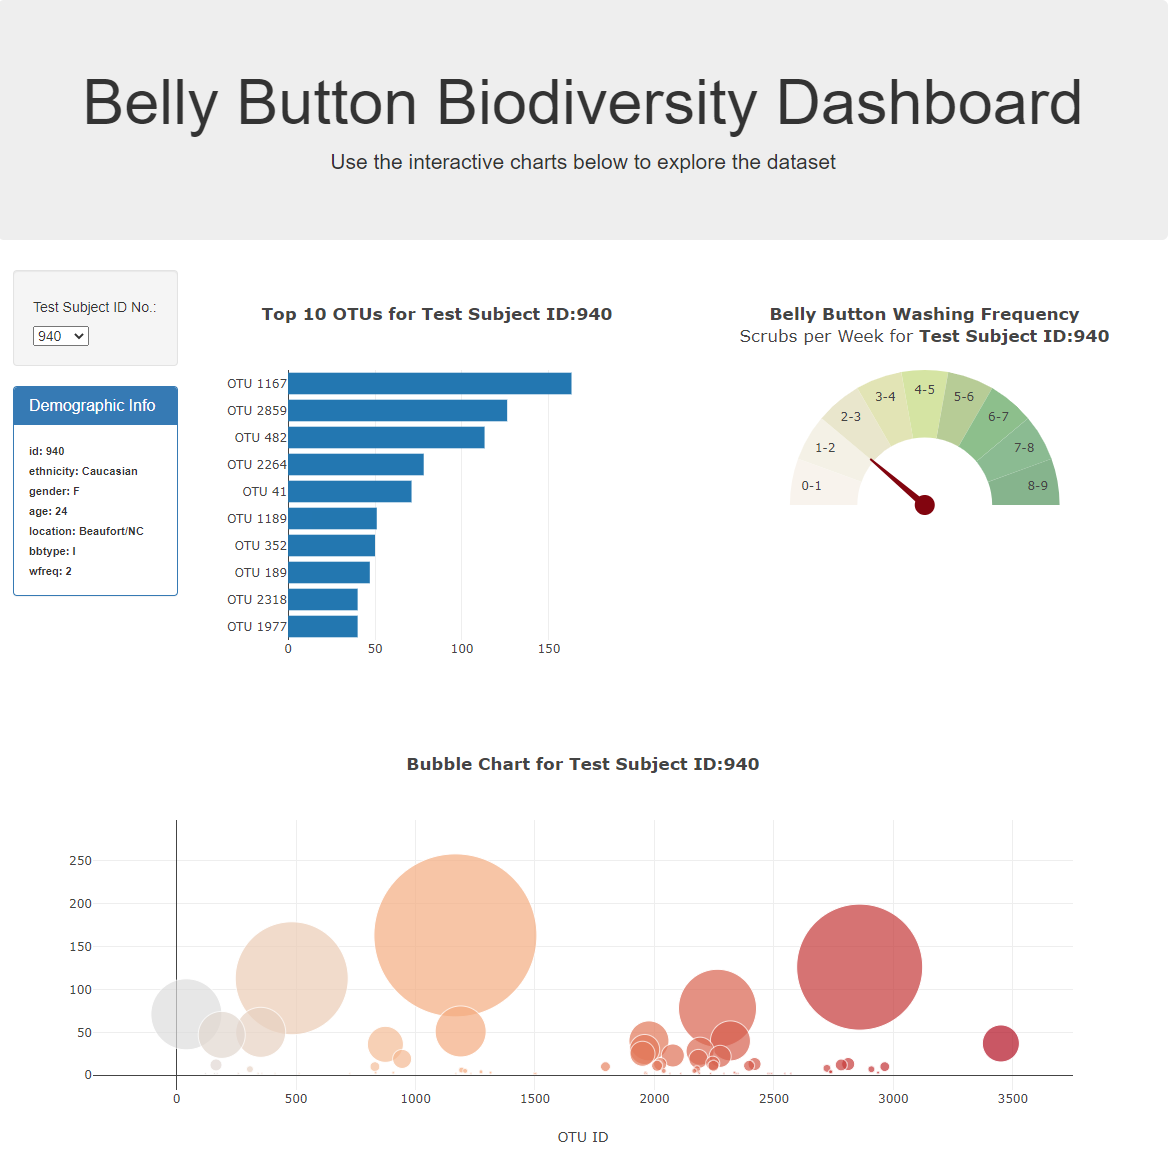 Belly Button Biodiversity Dashboard
Use the interactive charts below to explore the dataset
Test Subject ID No.:
940
Demographic Info
id: 940
ethnicity: Caucasian
gender: F
age: 24
location: Beaufort/NC
bbtype: I
wfreq: 2
Top 10 OTUs for Test Subject ID:940
OTU 1167
OTU 2859
OTU 482
OTU 2264
OTU 41
OTU 1189
OTU 352
OTU 189
OTU 2318
OTU 1977
0 50 100 150
Belly Button Washing Frequency
Scrubs per Week for Test Subject ID:940
0-1
1-2
2-3
3-4
4-5
5-6
6-7
7-8
8-9
Bubble Chart for Test Subject ID:940
250
200
150
100
50
0
0 500 1000 1500 2000 2500 3000 3500
OTU ID